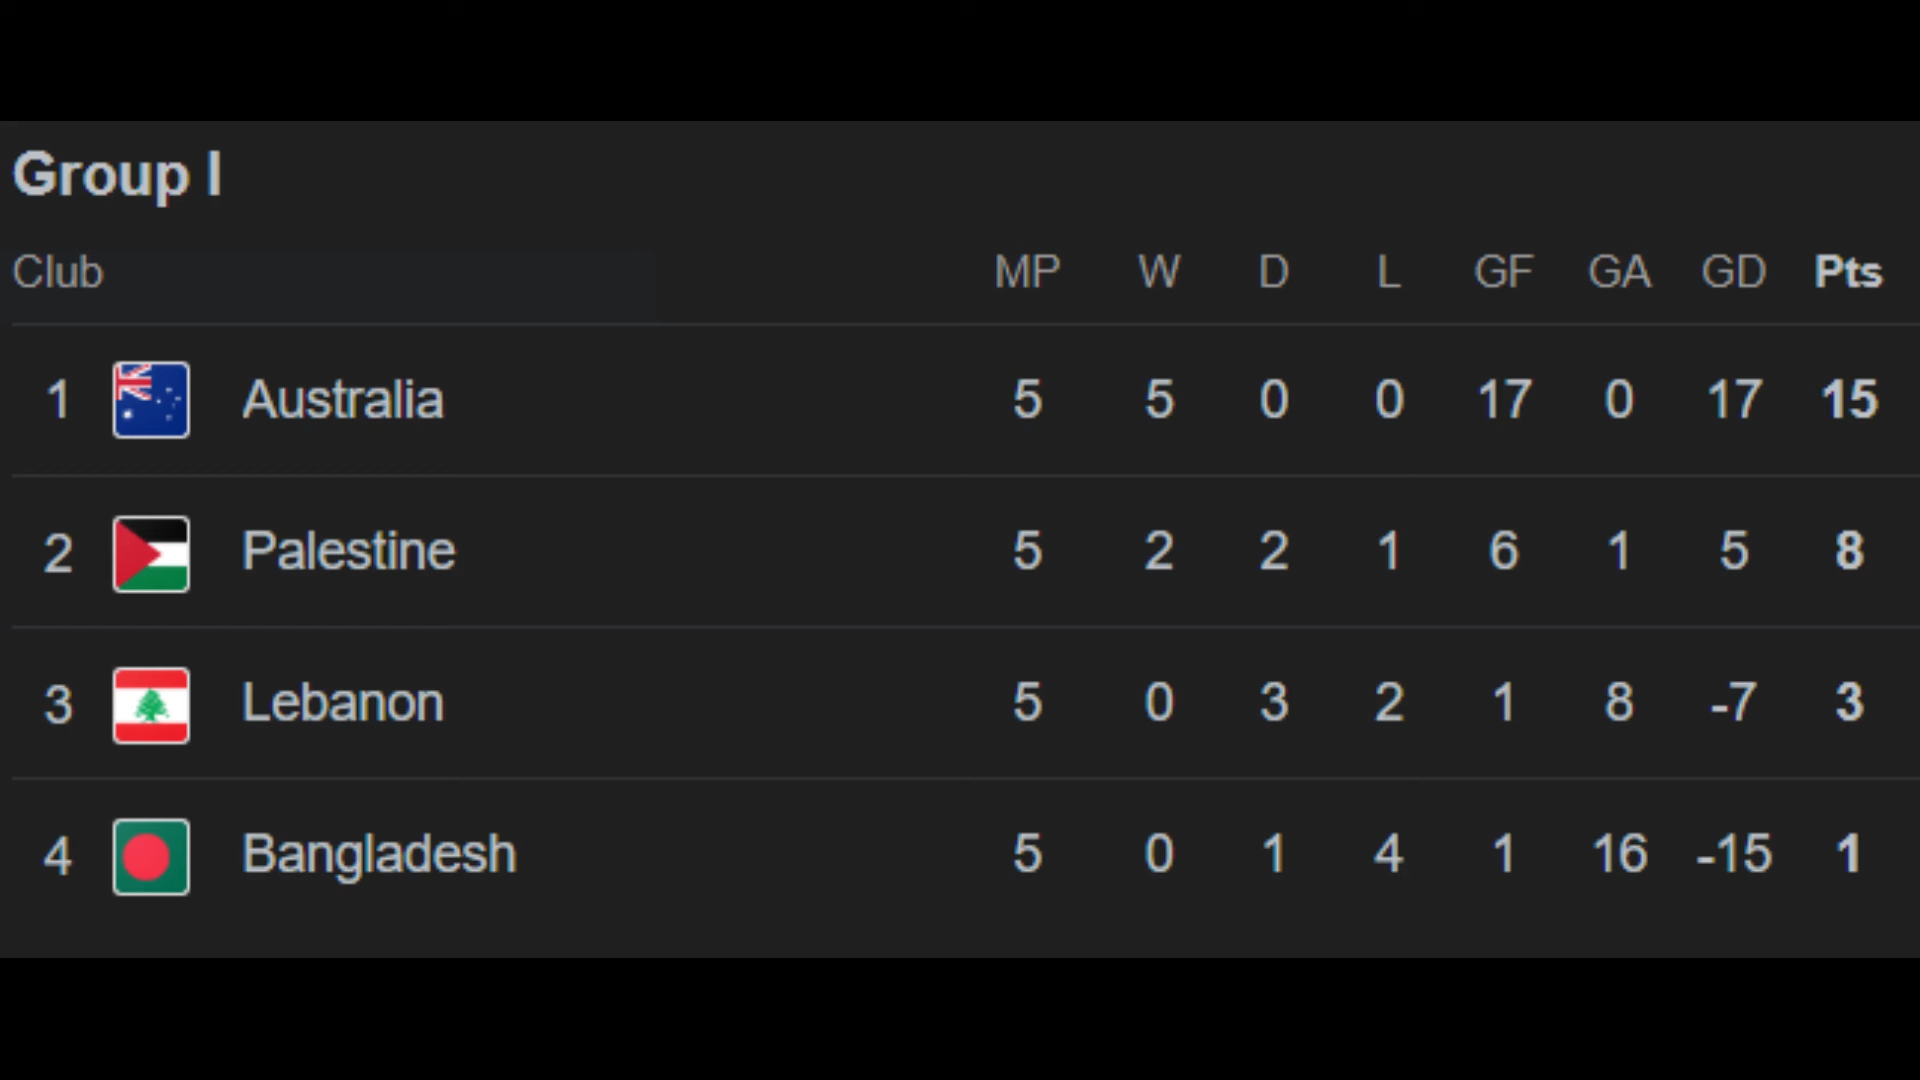 Group I
Club MP W D L GF GA GD Pts
1 Australia 5 5 0 0 17 0 17 15
2 Palestine 5 2 2 1 6 1 5 8
3 Lebanon 5 0 3 2 1 8 -7 3
4 Bangladesh 5 0 1 4 1 16 -15 1